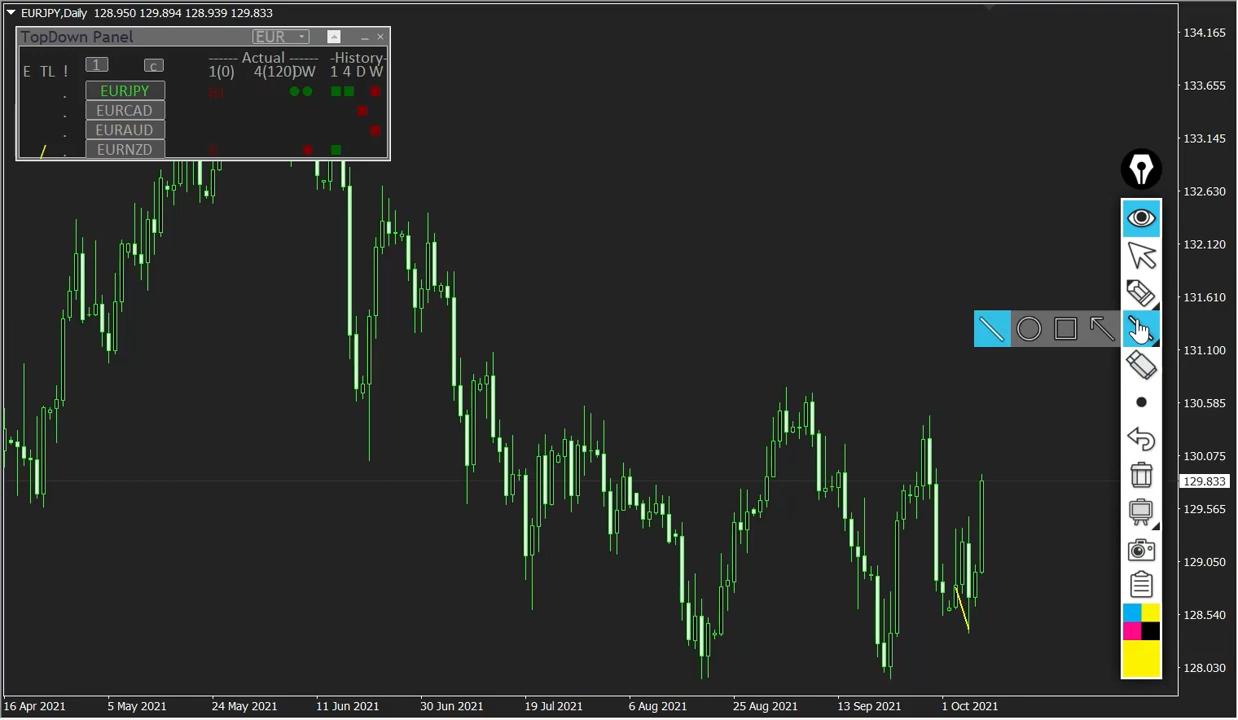 EURJPY,Daily 128.950 129.894 128.939 129.833
TopDown Panel EUR
------ Actual ------ -History-
E TL ! 1 c 1(0) 4(120) D W 1 4 D W
. EURJPY
. EURCAD
. EURAUD
. EURNZD
134.165
133.655
133.145
132.630
132.120
131.610
131.100
130.585
130.075
129.833
129.565
129.050
128.540
128.030
16 Apr 2021 5 May 2021 24 May 2021 11 Jun 2021 30 Jun 2021 19 Jul 2021 6 Aug 2021 25 Aug 2021 13 Sep 2021 1 Oct 2021